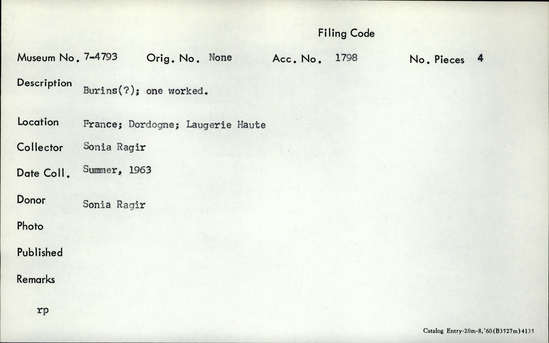 Filing Code
Museum No. 7-4793 Orig. No. None Acc. No. 1798 No. Pieces 4
Description Burins(?); one worked.
Location France; Dordogne; Laugerie Haute
Collector Sonia Ragir
Date Coll. Summer, 1963
Donor Sonia Ragir
Photo
Published
Remarks
rp
Catalog Entry-20m-8,'60(B3527m)4135